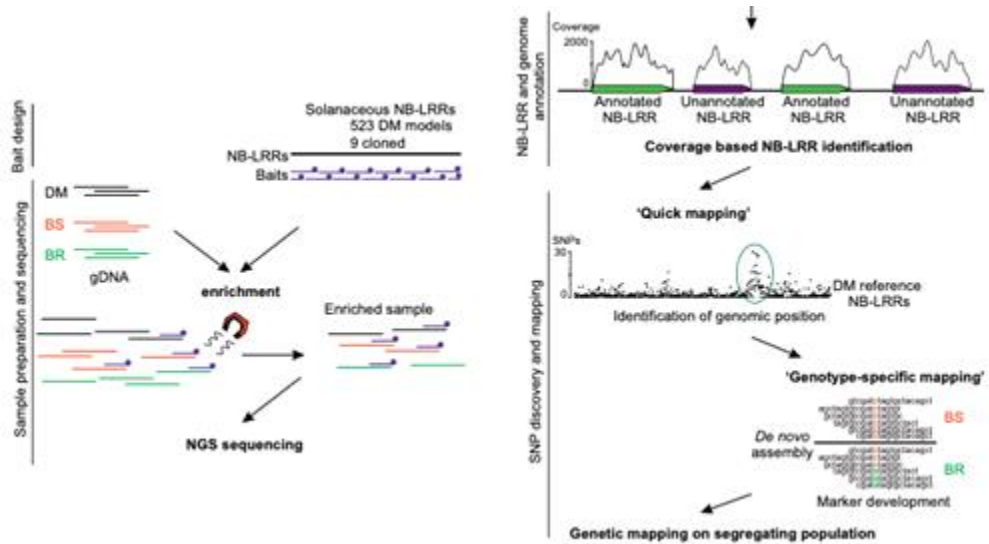 Bait design
Solanaceous NB-LRRs
523 DM models
9 cloned
NB-LRRs
Baits
Sample preparation and sequencing
DM
BS
BR
gDNA
enrichment
Enriched sample
NGS sequencing
NB-LRR and genome
annotation
Coverage
2000
0
Annotated
NB-LRR
Unannotated
NB-LRR
Annotated
NB-LRR
Unannotated
NB-LRR
Coverage based NB-LRR identification
SNP discovery and mapping
'Quick mapping'
SNPs
30
0
DM reference
NB-LRRs
Identification of genomic position
'Genotype-specific mapping'
De novo
assembly
BS
BR
Marker development
Genetic mapping on segregating population